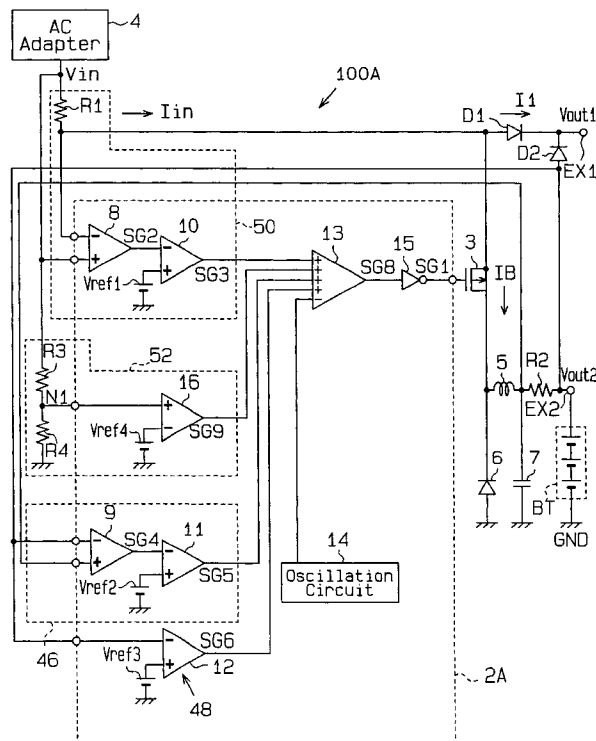 AC
Adapter
4
Vin
R1
Iin
100A
D1
I1
Vout1
D2
EX1
8
SG2
10
50
13
15
SG1
3
SG3
SG8
IB
Vref1
R3
52
5
R2
Vout2
N1
16
EX2
R4
Vref4
SG9
6
7
BT
GND
9
SG4
11
14
Oscillation
Circuit
Vref2
SG5
SG6
46
Vref3
12
48
2A